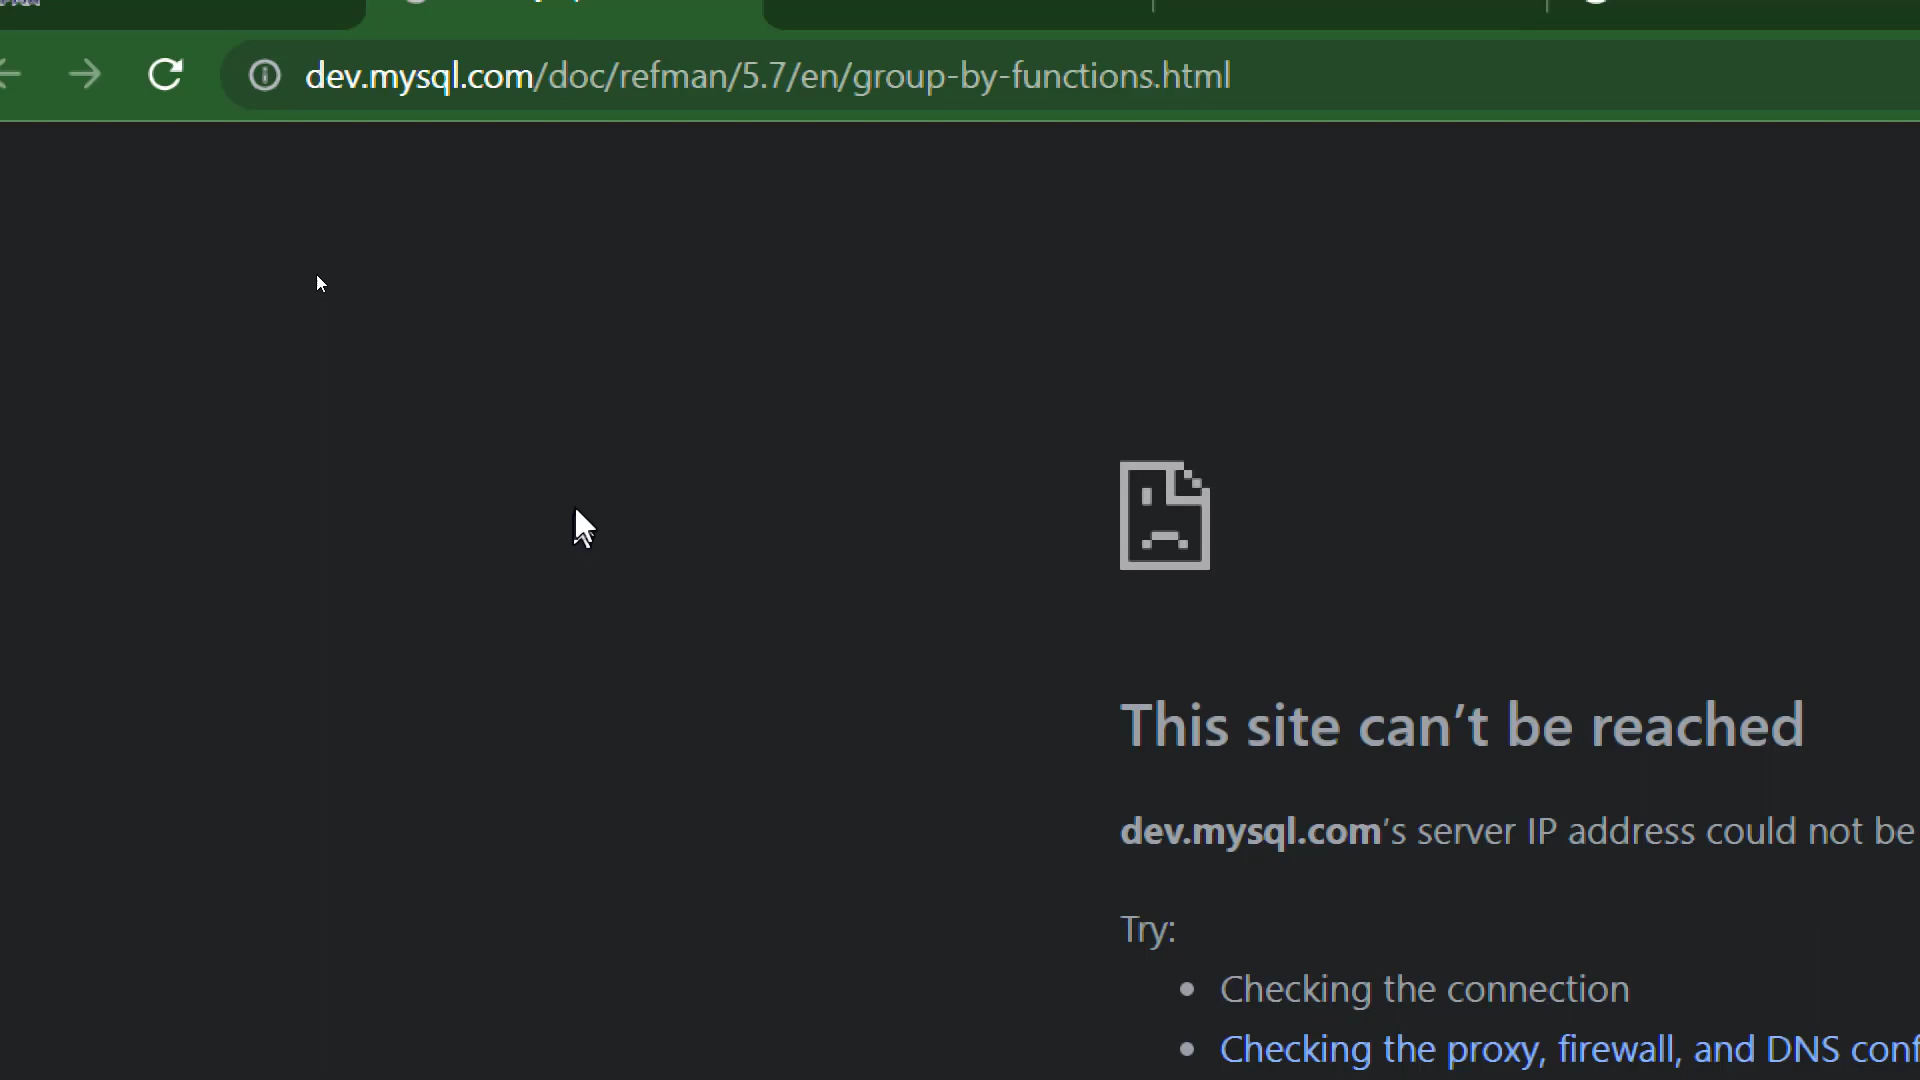 dev.mysql.com/doc/refman/5.7/en/group-by-functions.html
This site can’t be reached
dev.mysql.com’s server IP address could not be
Try:
• Checking the connection
• Checking the proxy, firewall, and DNS conf